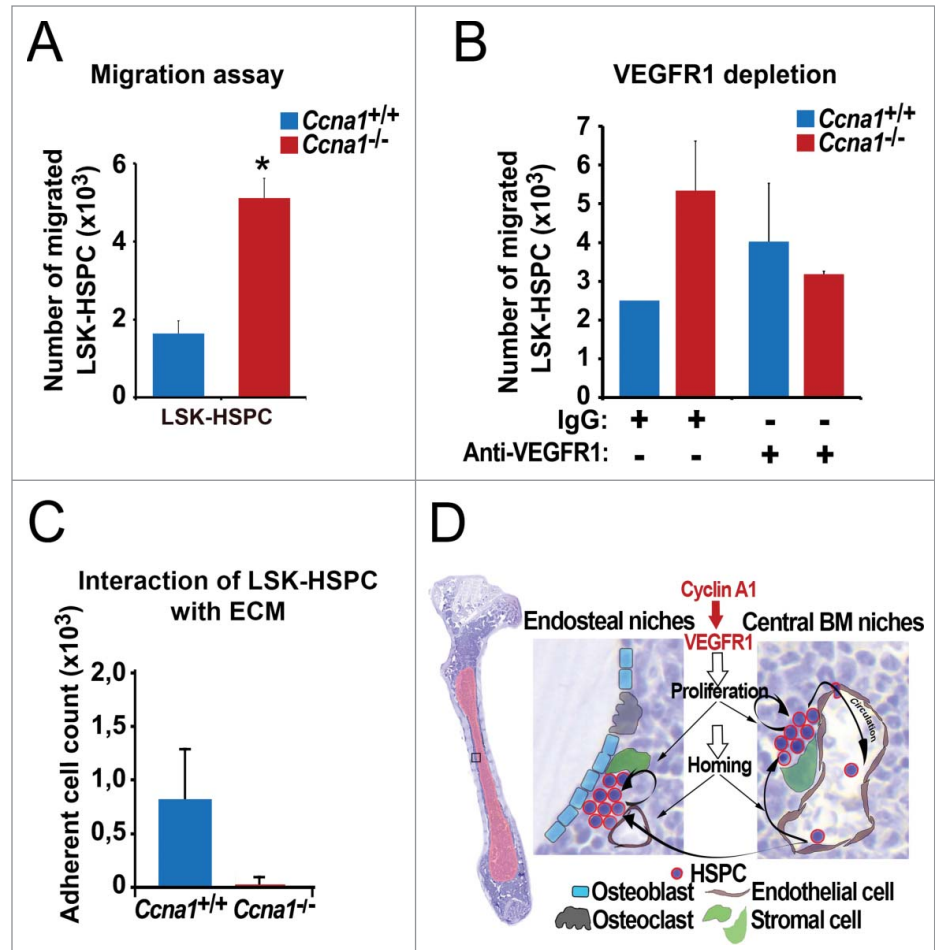 A
Migration assay
Ccna1+/+
Ccna1-/-
*
Number of migrated
LSK-HSPC (x10³)
6
4
2
0
LSK-HSPC
B
VEGFR1 depletion
Ccna1+/+
Ccna1-/-
Number of migrated
LSK-HSPC (x10³)
7
6
5
4
3
2
1
0
IgG: + + - -
Anti-VEGFR1: - - + +
C
Interaction of LSK-HSPC
with ECM
Adherent cell count (x10³)
2,0
1,5
1,0
0,5
0
Ccna1+/+ Ccna1-/-
D
Cyclin A1
Endosteal niches
Central BM niches
VEGFR1
Proliferation
Homing
Circulation
HSPC
Osteoblast
Endothelial cell
Osteoclast
Stromal cell